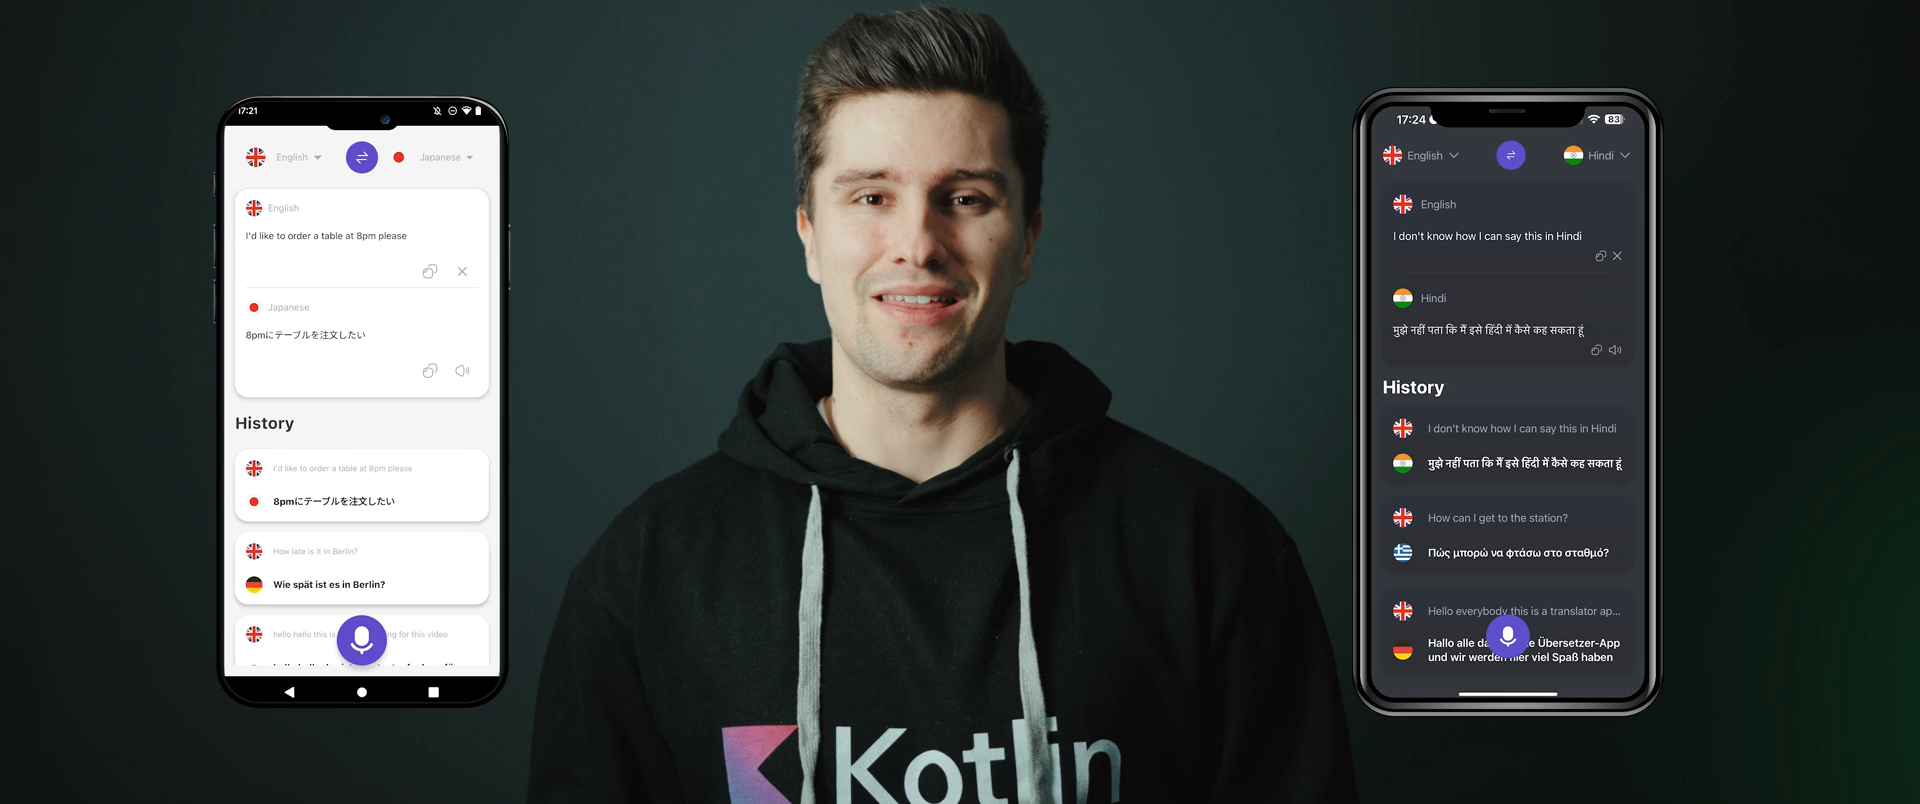 17:21
English
Japanese
English
I'd like to order a table at 8pm please
Japanese
8pmにテーブルを注文したい
History
I'd like to order a table at 8pm please
8pmにテーブルを注文したい
How late is it in Berlin?
Wie spät ist es in Berlin?
hello hello this is ng for this video
Kotlin
17:24
83
English
Hindi
English
I don't know how I can say this in Hindi
Hindi
मुझे नहीं पता कि मैं इसे हिंदी में कैसे कह सकता हूं
History
I don't know how I can say this in Hindi
मुझे नहीं पता कि मैं इसे हिंदी में कैसे कह सकता हूं
How can I get to the station?
Πώς μπορώ να φτάσω στο σταθμό?
Hello everybody this is a translator ap...
Hallo alle da e Übersetzer-App
und wir werden hier viel Spaß haben